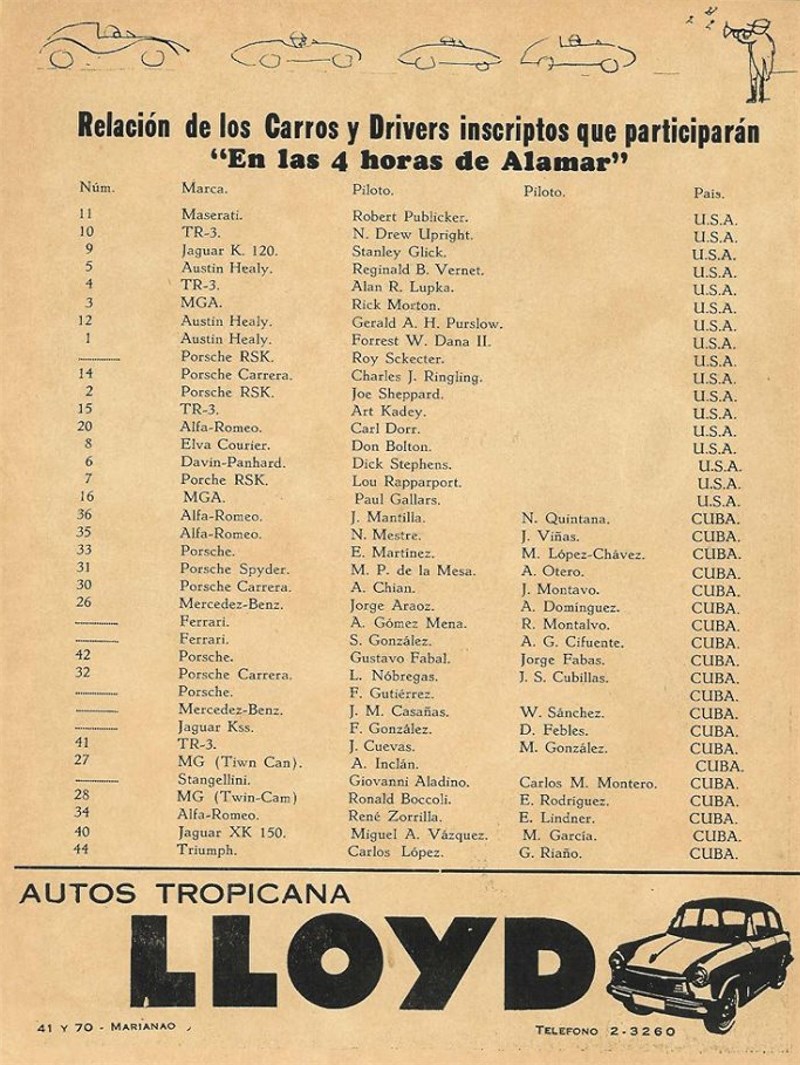 Relación de los Carros y Drivers inscriptos que participarán
“En las 4 horas de Alamar”
Núm. Marca. Piloto. Piloto. Pais.
11 Maserati. Robert Publicker. U.S.A.
10 TR-3. N. Drew Upright. U.S.A.
9 Jaguar K. 120. Stanley Glick. U.S.A.
5 Austin Healy. Reginald B. Vernet. U.S.A.
4 TR-3. Alan R. Lupka. U.S.A.
3 MGA. Rick Morton. U.S.A.
12 Austin Healy. Gerald A. H. Purslow. U.S.A.
1 Austin Healy. Forrest W. Dana II. U.S.A.
Porsche RSK. Roy Sckecter. U.S.A.
14 Porsche Carrera. Charles J. Ringling. U.S.A.
2 Porsche RSK. Joe Sheppard. U.S.A.
15 TR-3. Art Kadey. U.S.A.
20 Alfa-Romeo. Carl Dorr. U.S.A.
8 Elva Courier. Don Bolton. U.S.A.
6 Davin-Panhard. Dick Stephens. U.S.A.
7 Porche RSK. Lou Rapparport. U.S.A.
16 MGA. Paul Gallars. U.S.A.
36 Alfa-Romeo. J. Mantilla. N. Quintana. CUBA.
35 Alfa-Romeo. N. Mestre. J. Viñas. CUBA.
33 Porsche. E. Martínez. M. López-Chávez. CUBA.
31 Porsche Spyder. M. P. de la Mesa. A. Otero. CUBA.
30 Porsche Carrera. A. Chian. J. Montavo. CUBA.
26 Mercedez-Benz. Jorge Araoz. A. Domínguez. CUBA.
Ferrari. A. Gómez Mena. R. Montalvo. CUBA.
Ferrari. S. González. A. G. Cifuente. CUBA.
42 Porsche. Gustavo Fabal. Jorge Fabas. CUBA.
32 Porsche Carrera. L. Nóbregas. J. S. Cubillas. CUBA.
Porsche. F. Gutiérrez. CUBA.
Mercedez-Benz. J. M. Casañas. W. Sánchez. CUBA.
Jaguar Kss. F. González. D. Febles. CUBA.
41 TR-3. J. Cuevas. M. González. CUBA.
27 MG (Tiwn Can). A. Inclán. CUBA.
Stangellini. Giovanni Aladino. Carlos M. Montero. CUBA.
28 MG (Twin-Cam) Ronald Boccoli. E. Rodríguez. CUBA.
34 Alfa-Romeo. René Zorrilla. E. Lindner. CUBA.
40 Jaguar XK 150. Miguel A. Vázquez. M. García. CUBA.
44 Triumph. Carlos López. G. Riaño. CUBA.
AUTOS TROPICANA
LLOYD
41 Y 70 - MARIANAO
TELEFONO 2-3260